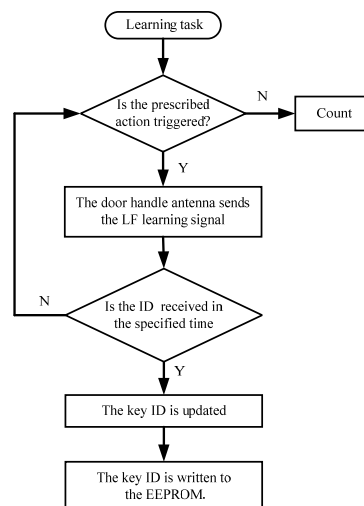 Learning task
Is the prescribed
action triggered?
N
Count
Y
The door handle antenna sends
the LF learning signal
Is the ID received in
the specified time
N
Y
The key ID is updated
The key ID is written to
the EEPROM.